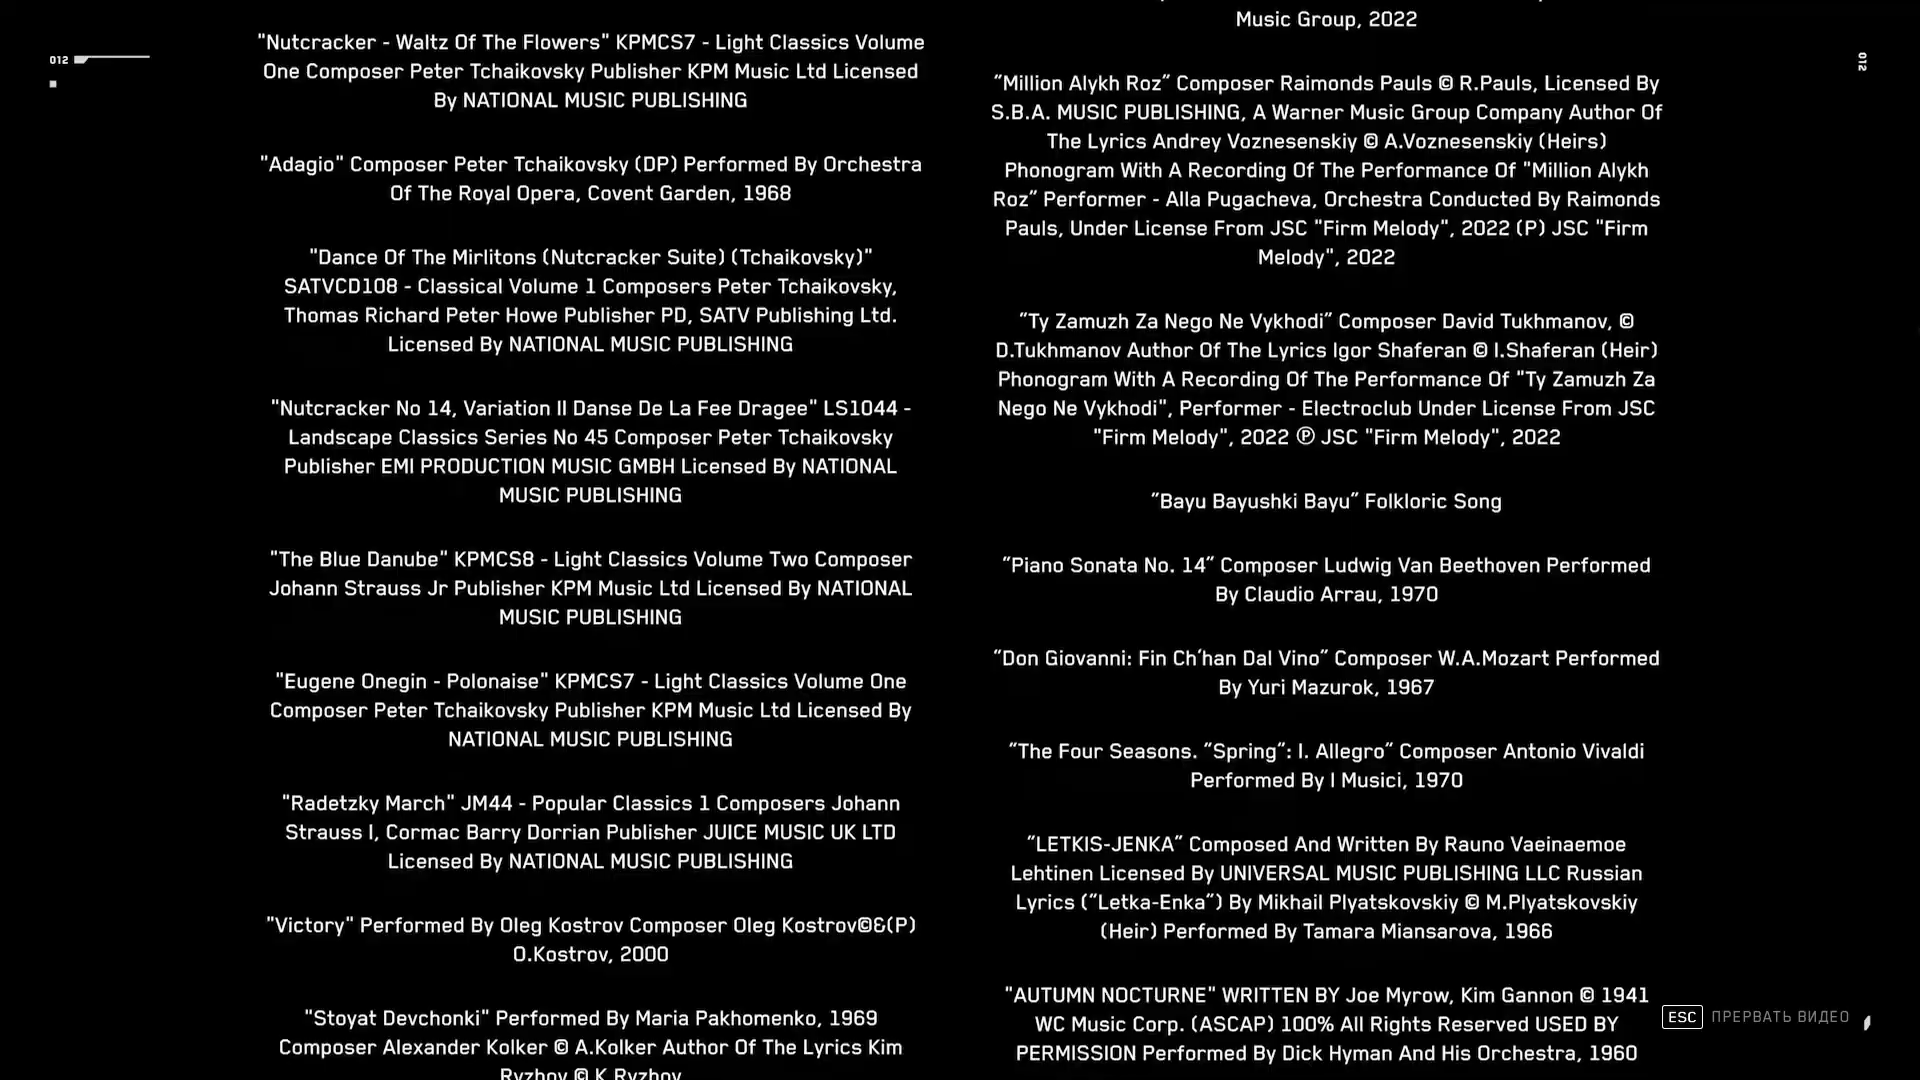 012
"Nutcracker - Waltz Of The Flowers" KPMCS7 - Light Classics Volume
One Composer Peter Tchaikovsky Publisher KPM Music Ltd Licensed
By NATIONAL MUSIC PUBLISHING
"Adagio" Composer Peter Tchaikovsky (DP) Performed By Orchestra
Of The Royal Opera, Covent Garden, 1968
"Dance Of The Mirlitons (Nutcracker Suite) (Tchaikovsky)"
SATVCD108 - Classical Volume 1 Composers Peter Tchaikovsky,
Thomas Richard Peter Howe Publisher PD, SATV Publishing Ltd.
Licensed By NATIONAL MUSIC PUBLISHING
"Nutcracker No 14, Variation II Danse De La Fee Dragee" LS1044 -
Landscape Classics Series No 45 Composer Peter Tchaikovsky
Publisher EMI PRODUCTION MUSIC GMBH Licensed By NATIONAL
MUSIC PUBLISHING
"The Blue Danube" KPMCS8 - Light Classics Volume Two Composer
Johann Strauss Jr Publisher KPM Music Ltd Licensed By NATIONAL
MUSIC PUBLISHING
"Eugene Onegin - Polonaise" KPMCS7 - Light Classics Volume One
Composer Peter Tchaikovsky Publisher KPM Music Ltd Licensed By
NATIONAL MUSIC PUBLISHING
"Radetzky March" JM44 - Popular Classics 1 Composers Johann
Strauss I, Cormac Barry Dorrian Publisher JUICE MUSIC UK LTD
Licensed By NATIONAL MUSIC PUBLISHING
"Victory" Performed By Oleg Kostrov Composer Oleg Kostrov©&(P)
O.Kostrov, 2000
"Stoyat Devchonki" Performed By Maria Pakhomenko, 1969
Composer Alexander Kolker © A.Kolker Author Of The Lyrics Kim
Ryzhov © K.Ryzhov
Music Group, 2022
“Million Alykh Roz” Composer Raimonds Pauls © R.Pauls, Licensed By
S.B.A. MUSIC PUBLISHING, A Warner Music Group Company Author Of
The Lyrics Andrey Voznesenskiy © A.Voznesenskiy (Heirs)
Phonogram With A Recording Of The Performance Of "Million Alykh
Roz” Performer - Alla Pugacheva, Orchestra Conducted By Raimonds
Pauls, Under License From JSC "Firm Melody", 2022 (P) JSC "Firm
Melody", 2022
“Ty Zamuzh Za Nego Ne Vykhodi” Composer David Tukhmanov, ©
D.Tukhmanov Author Of The Lyrics Igor Shaferan © I.Shaferan (Heir)
Phonogram With A Recording Of The Performance Of "Ty Zamuzh Za
Nego Ne Vykhodi", Performer - Electroclub Under License From JSC
"Firm Melody", 2022 ℗ JSC "Firm Melody", 2022
“Bayu Bayushki Bayu” Folkloric Song
“Piano Sonata No. 14” Composer Ludwig Van Beethoven Performed
By Claudio Arrau, 1970
“Don Giovanni: Fin Ch’han Dal Vino” Composer W.A.Mozart Performed
By Yuri Mazurok, 1967
“The Four Seasons. “Spring”: I. Allegro” Composer Antonio Vivaldi
Performed By I Musici, 1970
“LETKIS-JENKA” Composed And Written By Rauno Vaeinaemoe
Lehtinen Licensed By UNIVERSAL MUSIC PUBLISHING LLC Russian
Lyrics (“Letka-Enka”) By Mikhail Plyatskovskiy © M.Plyatskovskiy
(Heir) Performed By Tamara Miansarova, 1966
"AUTUMN NOCTURNE" WRITTEN BY Joe Myrow, Kim Gannon © 1941
WC Music Corp. (ASCAP) 100% All Rights Reserved USED BY
PERMISSION Performed By Dick Hyman And His Orchestra, 1960
012
ESC ПРЕРВАТЬ ВИДЕО